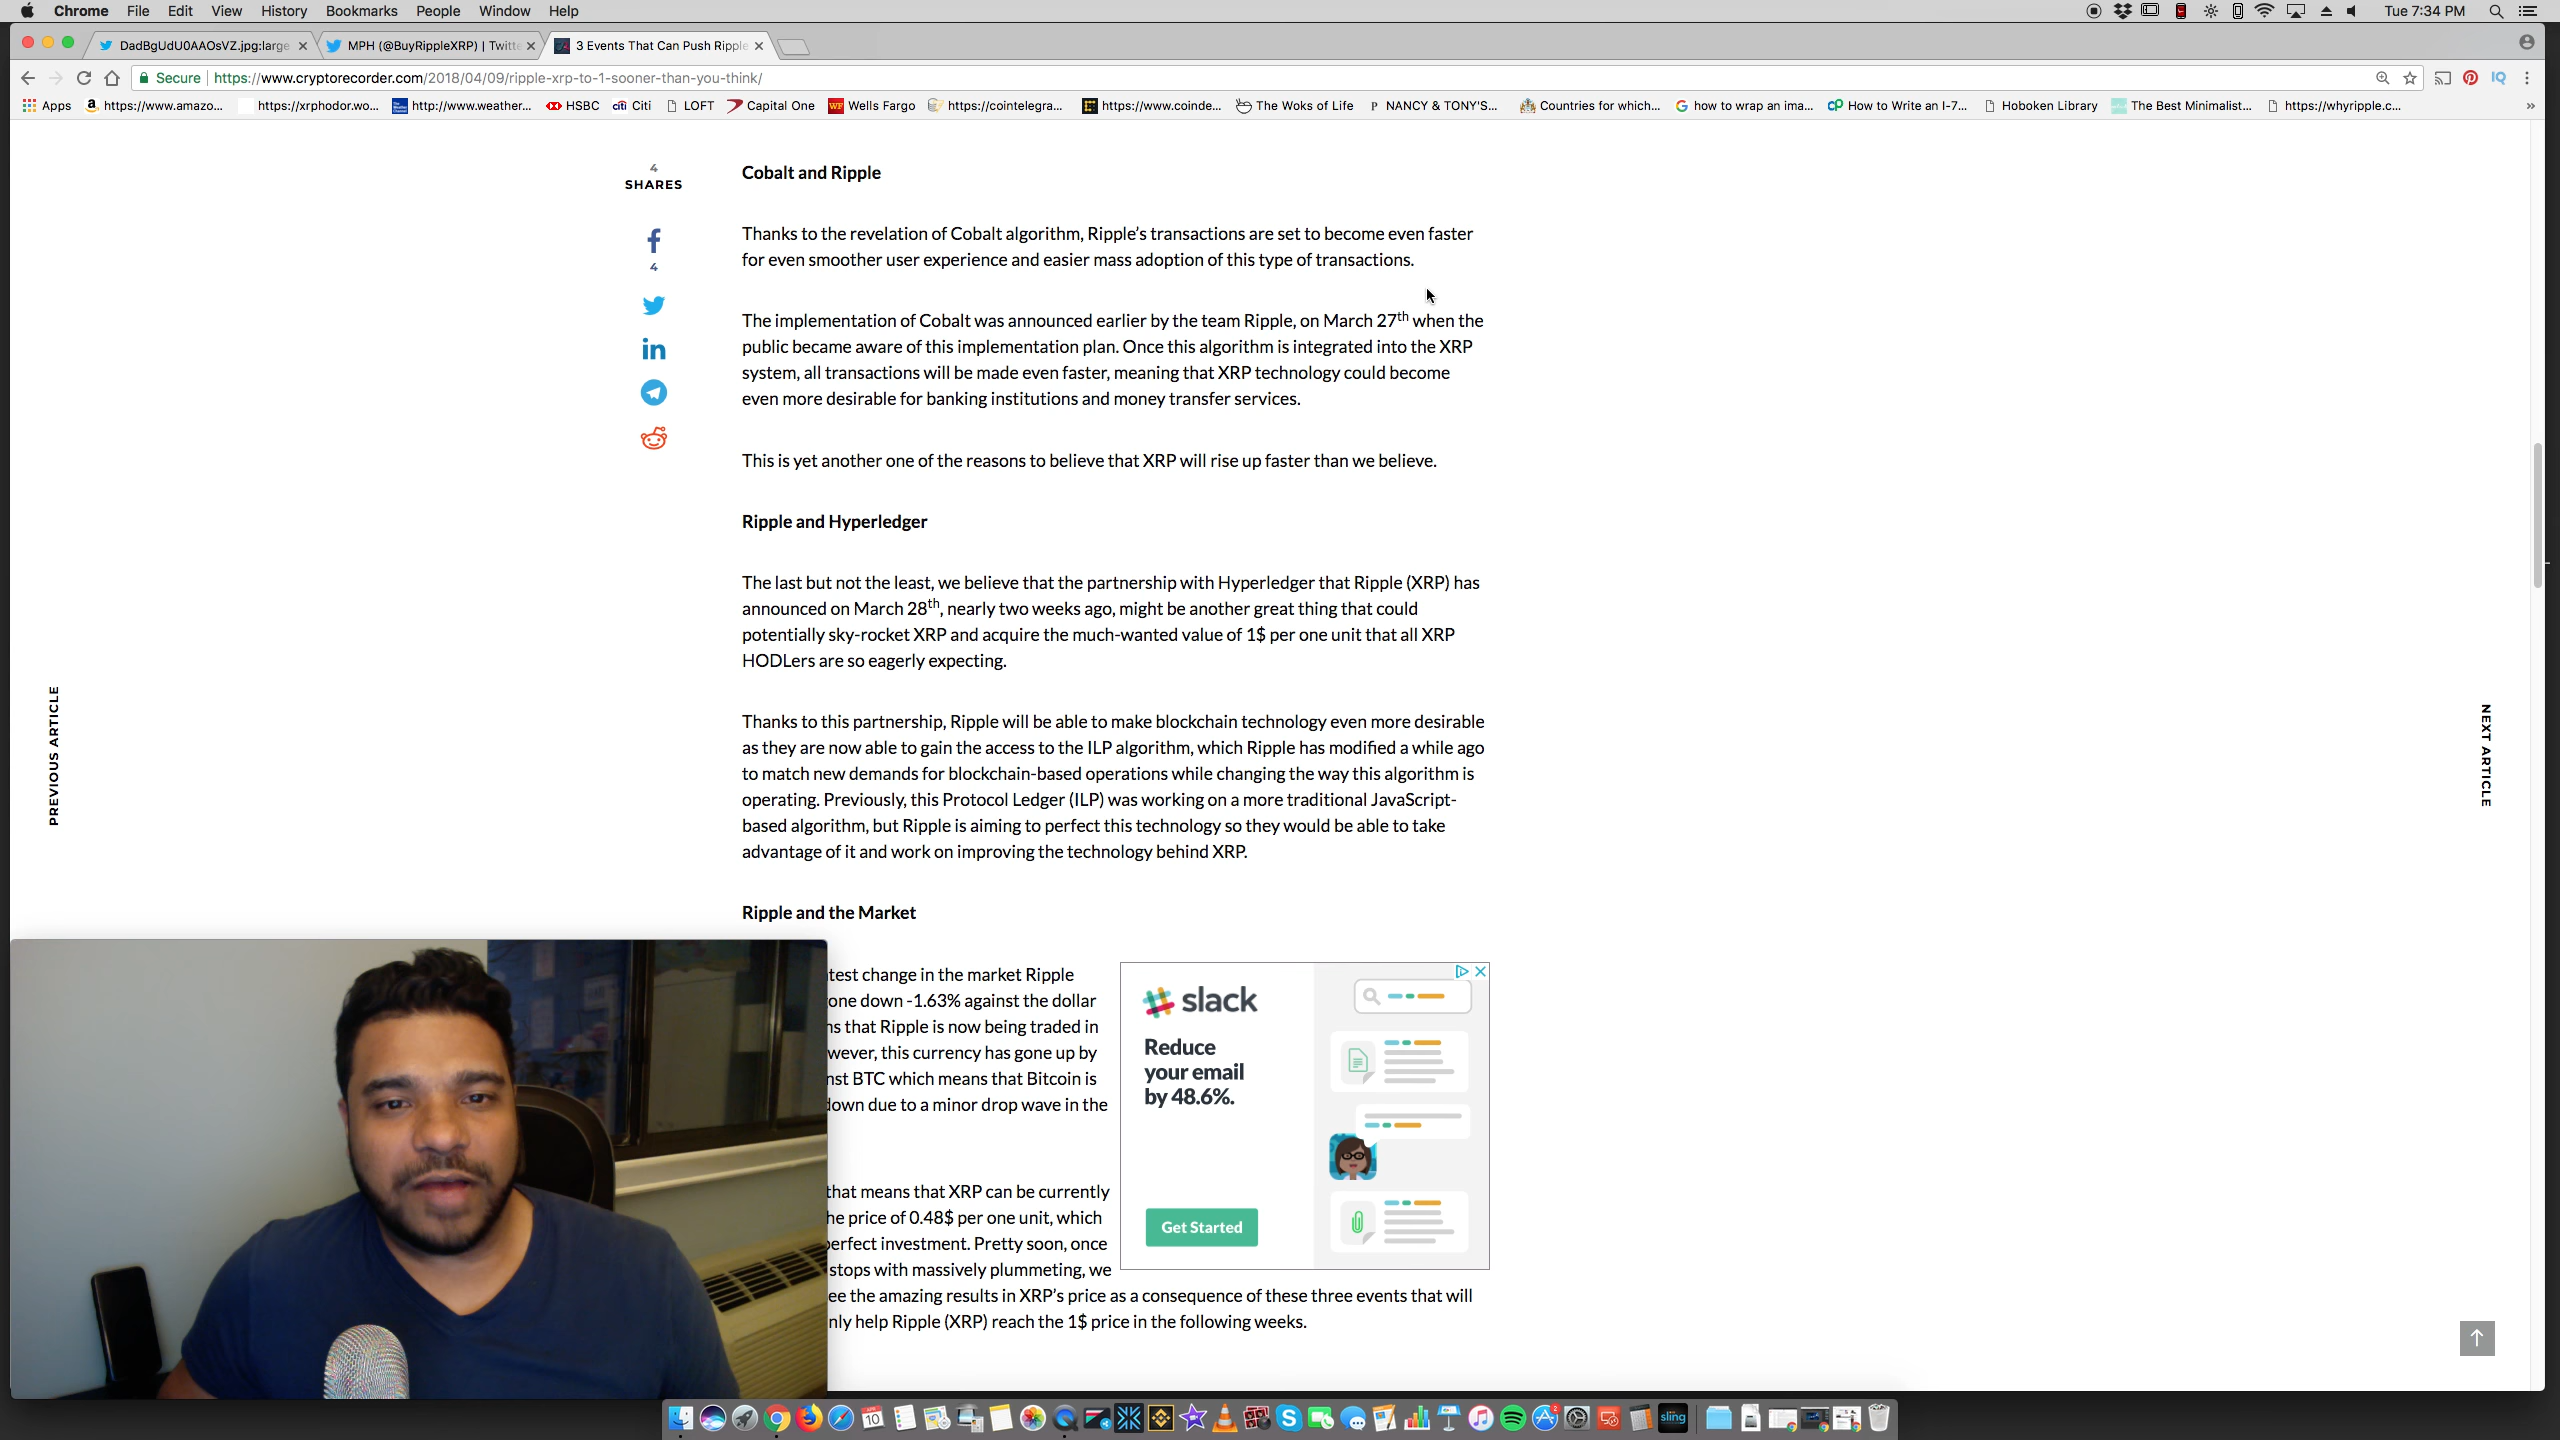 Chrome File Edit View History Bookmarks People Window Help Tue 7:34 PM
DadBgUdU0AAOsVZ.jpg:large MPH (@BuyRippleXRP) | Twitte 3 Events That Can Push Ripple
Secure https://www.cryptorecorder.com/2018/04/09/ripple-xrp-to-1-sooner-than-you-think/
Apps https://www.amazo... https://xrphodor.wo... http://www.weather... HSBC citi Citi LOFT Capital One Wells Fargo https://cointelegra... https://www.coinde... The Woks of Life NANCY & TONY'S... Countries for which... how to wrap an ima... How to Write an I-7... Hoboken Library The Best Minimalist... https://whyripple.c... »
4
SHARES
4
PREVIOUS ARTICLE
Cobalt and Ripple
Thanks to the revelation of Cobalt algorithm, Ripple’s transactions are set to become even faster
for even smoother user experience and easier mass adoption of this type of transactions.
The implementation of Cobalt was announced earlier by the team Ripple, on March 27th when the
public became aware of this implementation plan. Once this algorithm is integrated into the XRP
system, all transactions will be made even faster, meaning that XRP technology could become
even more desirable for banking institutions and money transfer services.
This is yet another one of the reasons to believe that XRP will rise up faster than we believe.
Ripple and Hyperledger
The last but not the least, we believe that the partnership with Hyperledger that Ripple (XRP) has
announced on March 28th, nearly two weeks ago, might be another great thing that could
potentially sky-rocket XRP and acquire the much-wanted value of 1$ per one unit that all XRP
HODLers are so eagerly expecting.
Thanks to this partnership, Ripple will be able to make blockchain technology even more desirable
as they are now able to gain the access to the ILP algorithm, which Ripple has modified a while ago
to match new demands for blockchain-based operations while changing the way this algorithm is
operating. Previously, this Protocol Ledger (ILP) was working on a more traditional JavaScript-
based algorithm, but Ripple is aiming to perfect this technology so they would be able to take
advantage of it and work on improving the technology behind XRP.
Ripple and the Market
test change in the market Ripple
one down -1.63% against the dollar
ns that Ripple is now being traded in
wever, this currency has gone up by
nst BTC which means that Bitcoin is
down due to a minor drop wave in the
that means that XRP can be currently
he price of 0.48$ per one unit, which
perfect investment. Pretty soon, once
stops with massively plummeting, we
ee the amazing results in XRP’s price as a consequence of these three events that will
nly help Ripple (XRP) reach the 1$ price in the following weeks.
slack
Reduce
your email
by 48.6%.
Get Started
NEXT ARTICLE
APR
10
2
sling